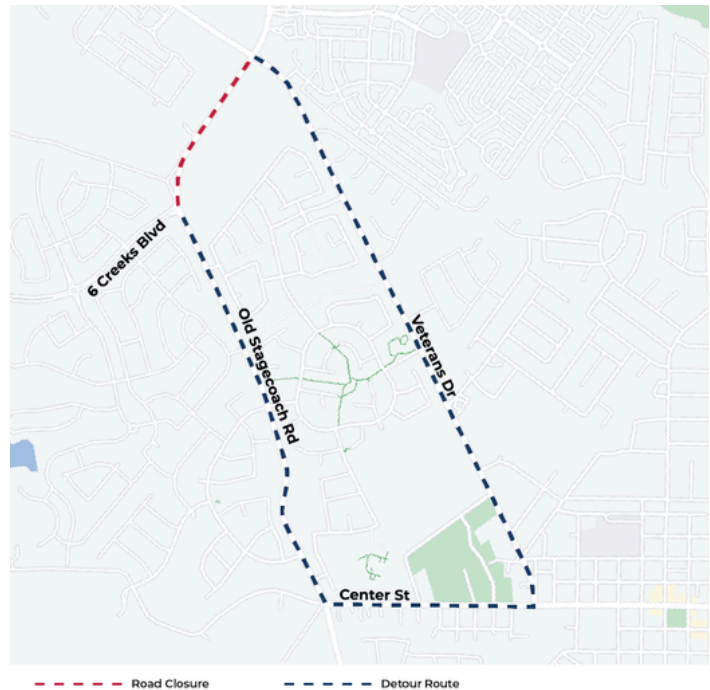 6 Creeks Blvd
Old Stagecoach Rd
Veterans Dr
Center St
Road Closure
Detour Route